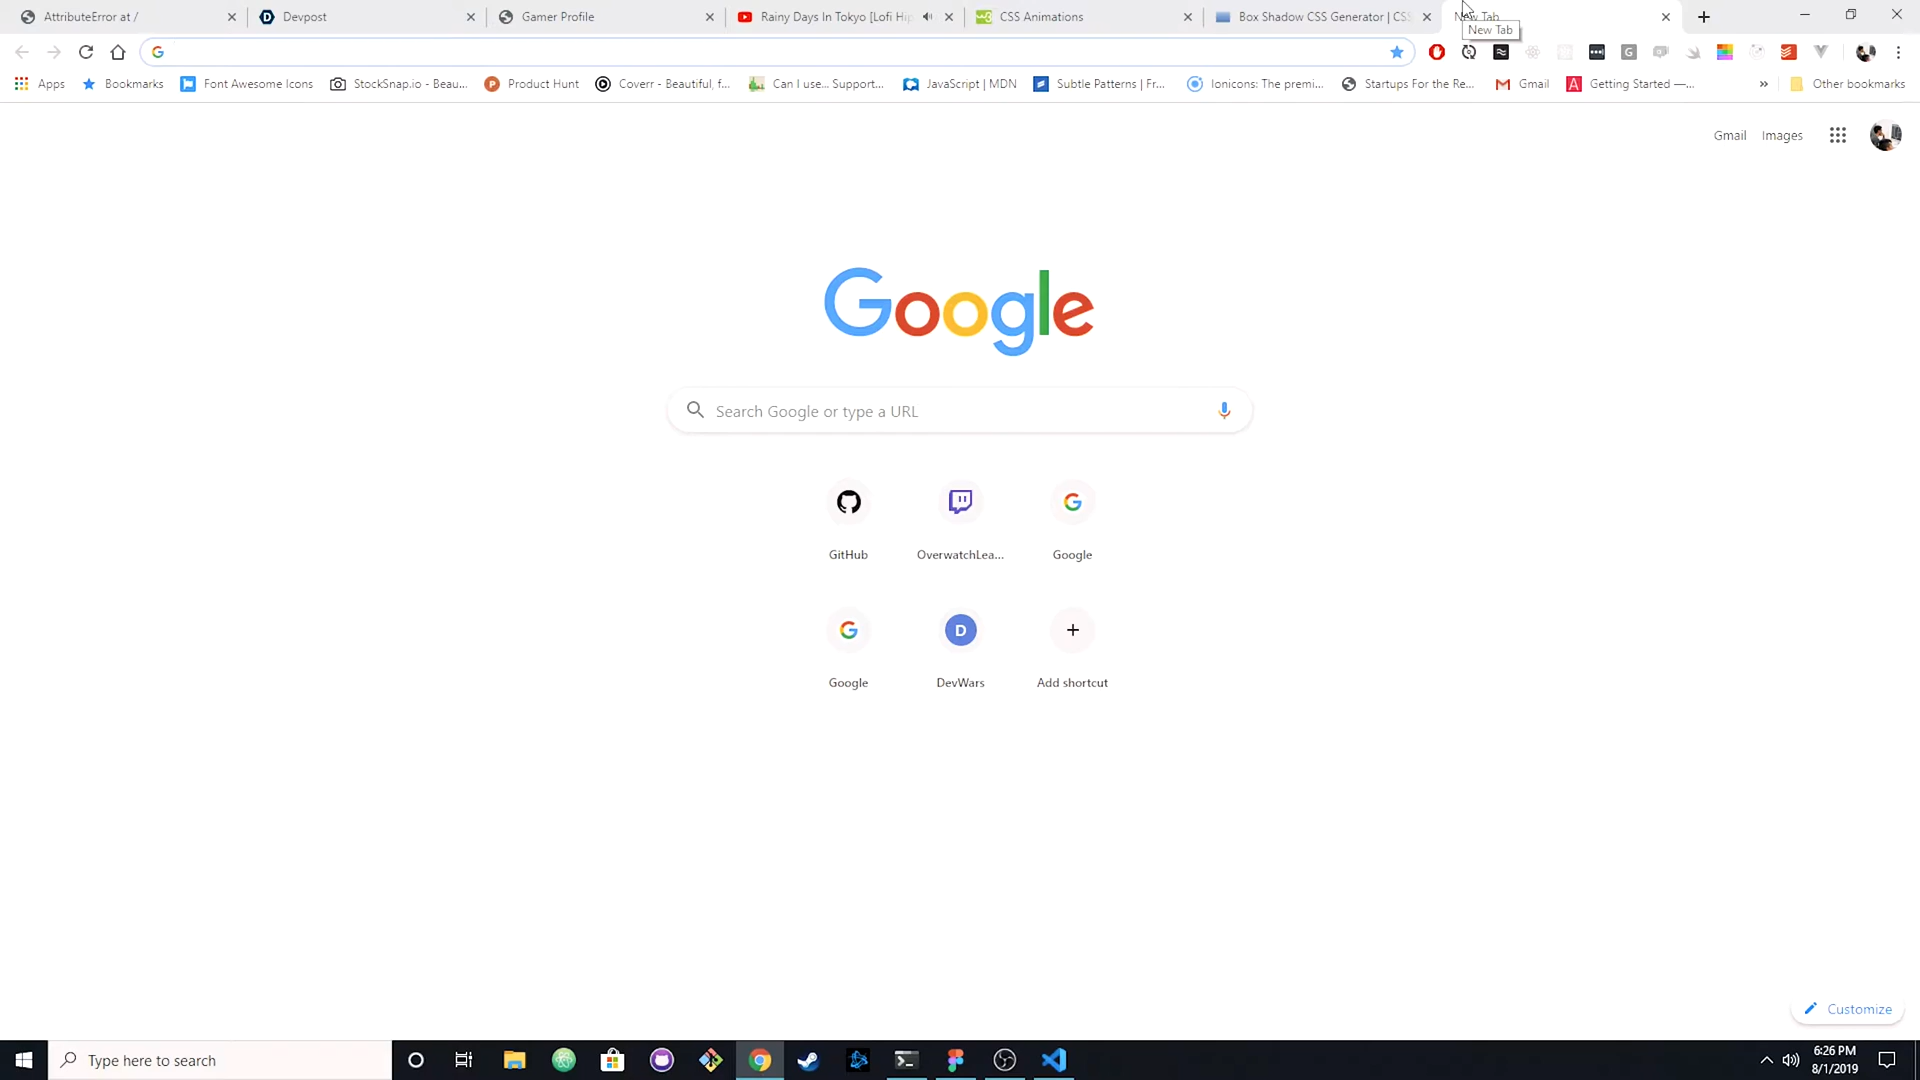 AttributeError at /
Devpost
Gamer Profile
Rainy Days In Tokyo [Lofi Hip
CSS Animations
Box Shadow CSS Generator | CSS
New Tab
New Tab
Apps
Bookmarks
Font Awesome Icons
StockSnap.io - Beau...
Product Hunt
Coverr - Beautiful, f...
Can I use... Support...
JavaScript | MDN
Subtle Patterns | Fr...
Ionicons: The premi...
Startups For the Re...
Gmail
Getting Started —...
»
Other bookmarks
Gmail
Images
Google
Search Google or type a URL
GitHub
OverwatchLea...
Google
D
Google
DevWars
Add shortcut
Customize
Type here to search
6:26 PM
8/1/2019